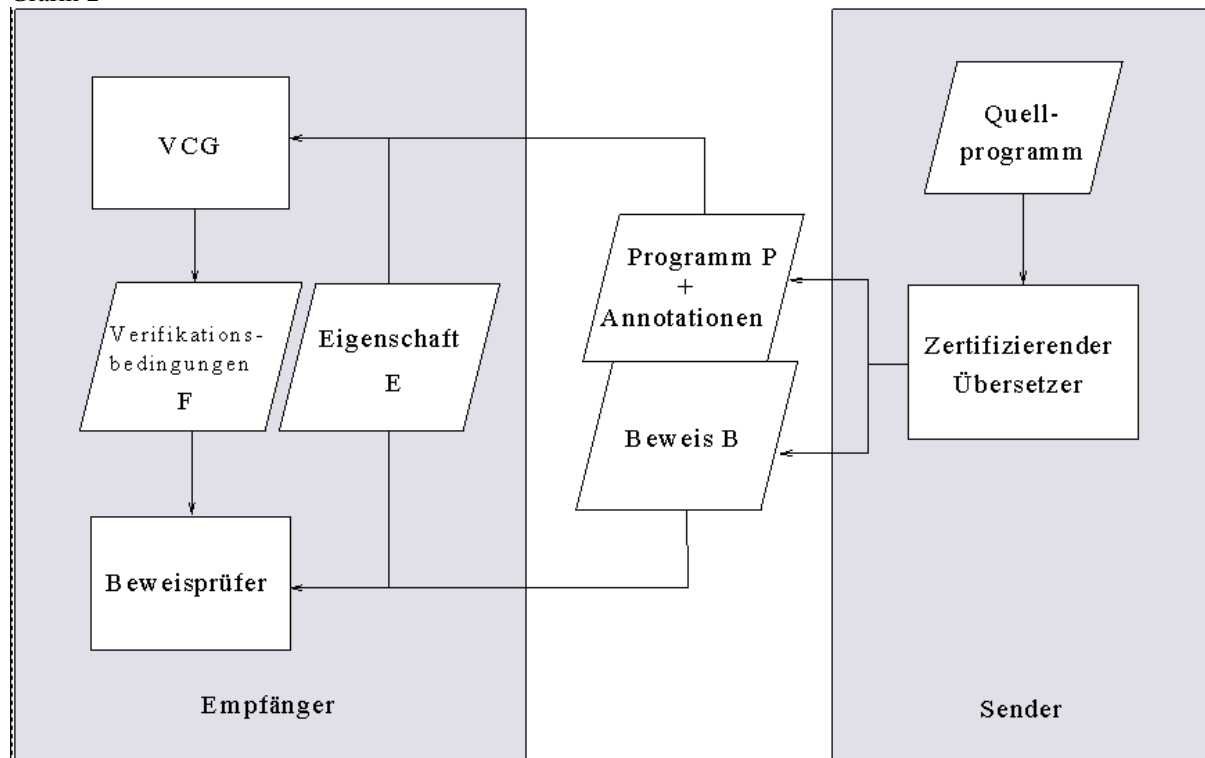 VCG
Verifikations-
bedingungen
F
Eigenschaft
E
Beweisprüfer
Empfänger
Programm P
+
Annotationen
Beweis B
Quell-
programm
Zertifizierender
Übersetzer
Sender